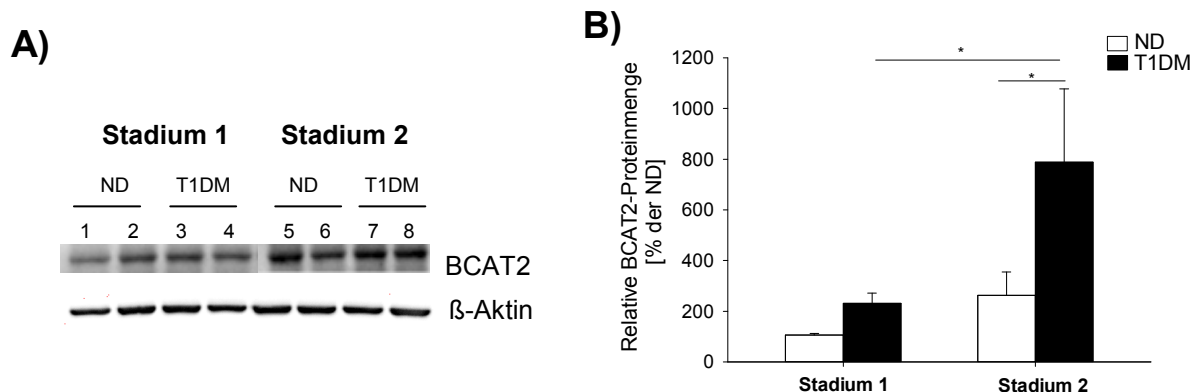 A)
Stadium 1 Stadium 2
ND T1DM ND T1DM
1 2 3 4 5 6 7 8
BCAT2
ß-Aktin
B)
ND
T1DM
Relative BCAT2-Proteinmenge
[% der ND]
1200
1000
800
600
400
200
0
*
*
Stadium 1 Stadium 2